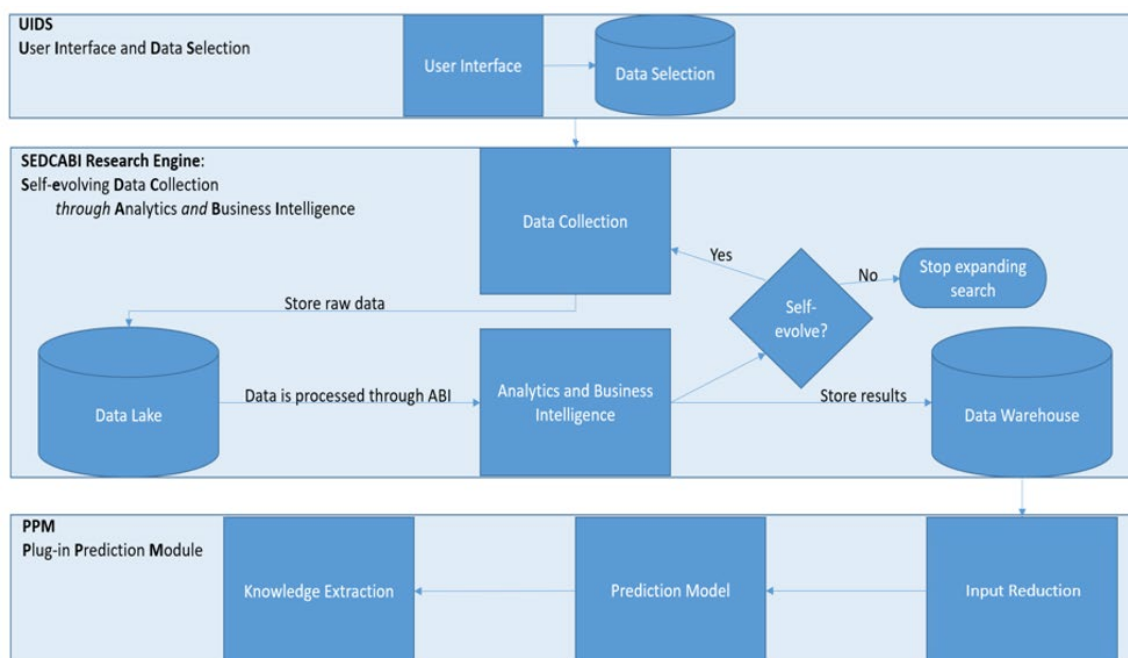 UIDS
User Interface and Data Selection
User Interface
Data Selection
SEDCABI Research Engine:
Self-evolving Data Collection
through Analytics and Business Intelligence
Data Collection
Yes
No
Stop expanding
search
Self-
evolve?
Store raw data
Data Lake
Data is processed through ABI
Analytics and Business
Intelligence
Store results
Data Warehouse
PPM
Plug-in Prediction Module
Knowledge Extraction
Prediction Model
Input Reduction